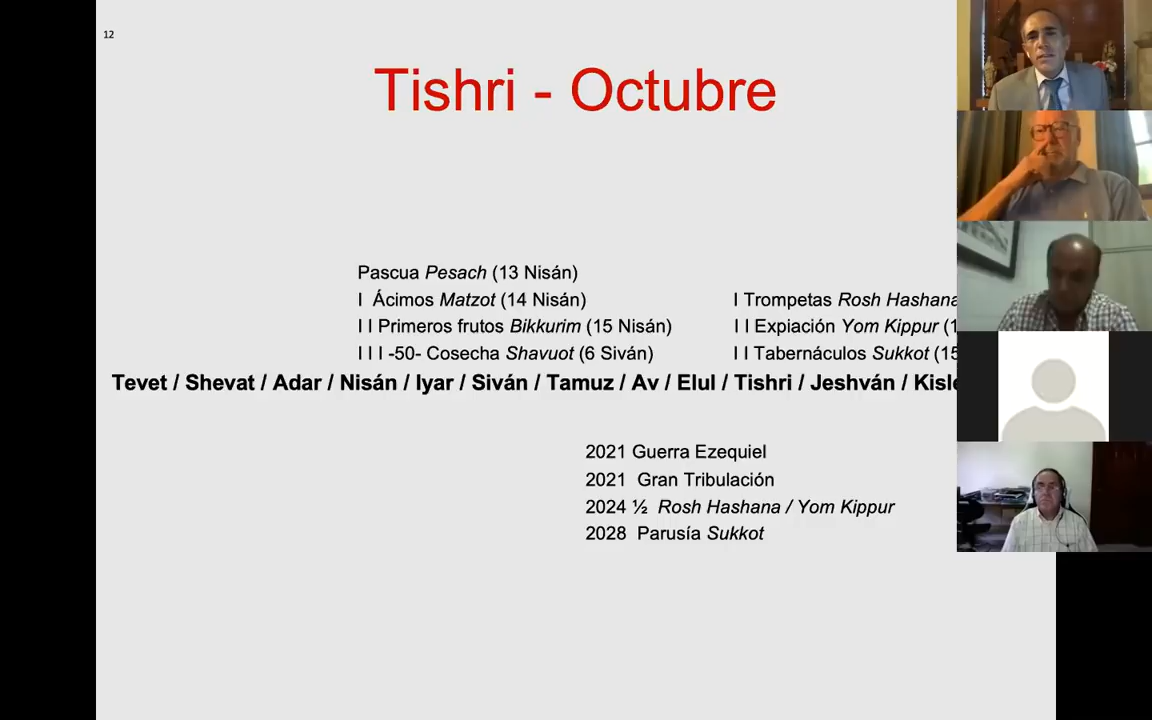 12
Tishri - Octubre
Pascua Pesach (13 Nisán)
I Ácimos Matzot (14 Nisán)
I I Primeros frutos Bikkurim (15 Nisán)
I I I -50- Cosecha Shavuot (6 Siván)
I Trompetas Rosh Hashana
I I Expiación Yom Kippur
I I Tabernáculos Sukkot (15
Tevet / Shevat / Adar / Nisán / Iyar / Siván / Tamuz / Av / Elul / Tishri / Jeshván /
2021 Guerra Ezequiel
2021 Gran Tribulación
2024 ½ Rosh Hashana / Yom Kippur
2028 Parusía Sukkot